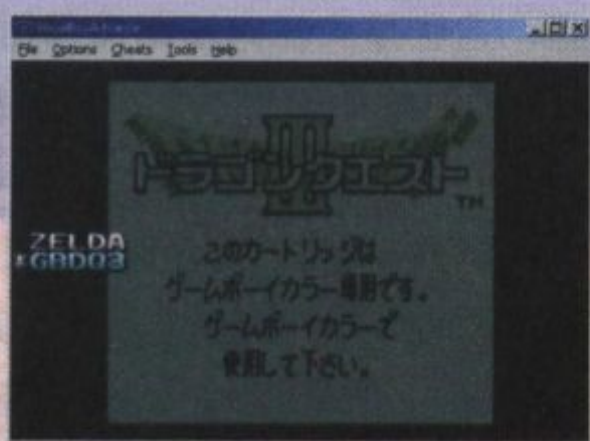 File Options Cheats Tools Help
III
ドラゴンクエスト
TM
ZELDA
GBD03
このカートリッジは
ゲームボーイカラー専用です。
ゲームボーイカラーで
使用して下さい。